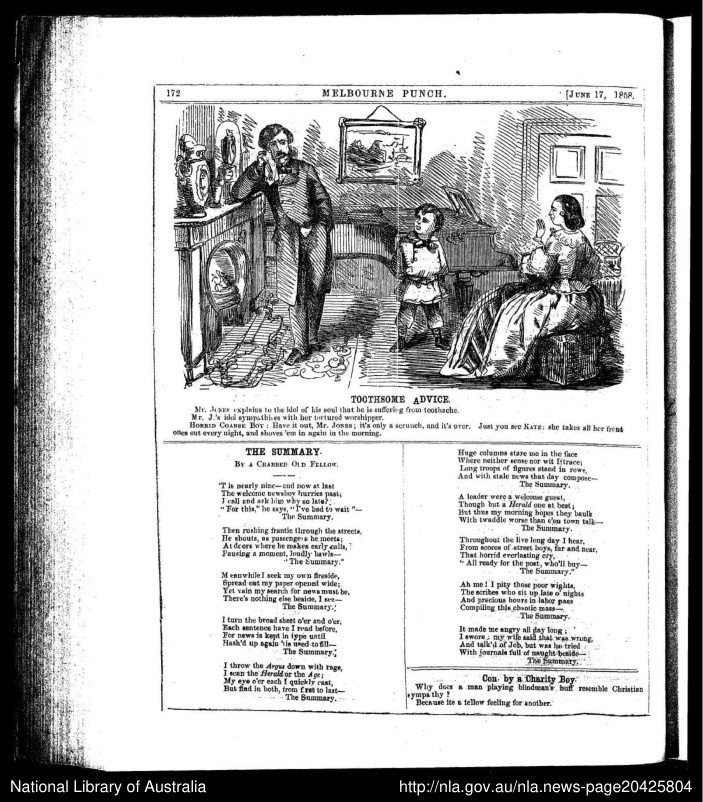 172 MELBOURNE PUNCH. [JUNE 17, 1858.
TOOTHSOME ADVICE.
Mr. JONES explains to the idol of his soul that he is suffering from toothache.
Mr. J.'s idol sympathises with her tortured worshipper.
HORRID COARSE BOY: Have it out, Mr. JONES; it's only a scrunch, and it's over. Just you see KATE: she takes all her front
ones out every night, and shoves 'em in again in the morning.
THE SUMMARY.
BY A CRABBED OLD FELLOW.
'T is nearly nine—and now at last
The welcome newsboy hurries past;
I call and ask him why so late?
"For this," he says, "I've had to wait"—
The Summary.
Then rushing frantic through the streets,
He shouts, as passengers he meets;
At doors where he makes early calls,
Pausing a moment, loudly bawls—
"The Summary."
Meanwhile I seek my own fireside,
Spread out my paper opened wide;
Yet vain my search for news must be,
There's nothing else beside, I see—
The Summary.
I turn the broad sheet o'er and o'er,
Each sentence have I read before,
For news is kept in type until
Hash'd up again 'tis used to fill—
The Summary.
I throw the Argus down with rage,
I scan the Herald or the Age;
My eye o'er each I quickly cast,
But find in both, from first to last—
The Summary.
Huge columns stare me in the face
Where neither sense nor wit I trace;
Long troops of figures stand in rows,
And with stale news that day compose—
The Summary.
A leader were a welcome guest,
Though but a Herald one at best;
But thus my morning hopes they baulk
With twaddle worse than e'en town talk—
The Summary.
Throughout the live long day I hear,
From scores of street boys, far and near,
That horrid everlasting cry,
"All ready for the post, who'll buy—
The Summary."
Ah me! I pity those poor wights,
The scribes who sit up late o' nights
And precious hours in labor pass
Compiling this chaotic mass—
The Summary.
It made me angry all day long;
I swore; my wife said that was wrong,
And talk'd of Job, but was he tried
With journals full of naught beside—
The Summary.
Con. by a Charity Boy.
Why does a man playing blindman's buff resemble Christian
sympathy?
Because its a fellow feeling for another.
National Library of Australia http://nla.gov.au/nla.news-page20425804